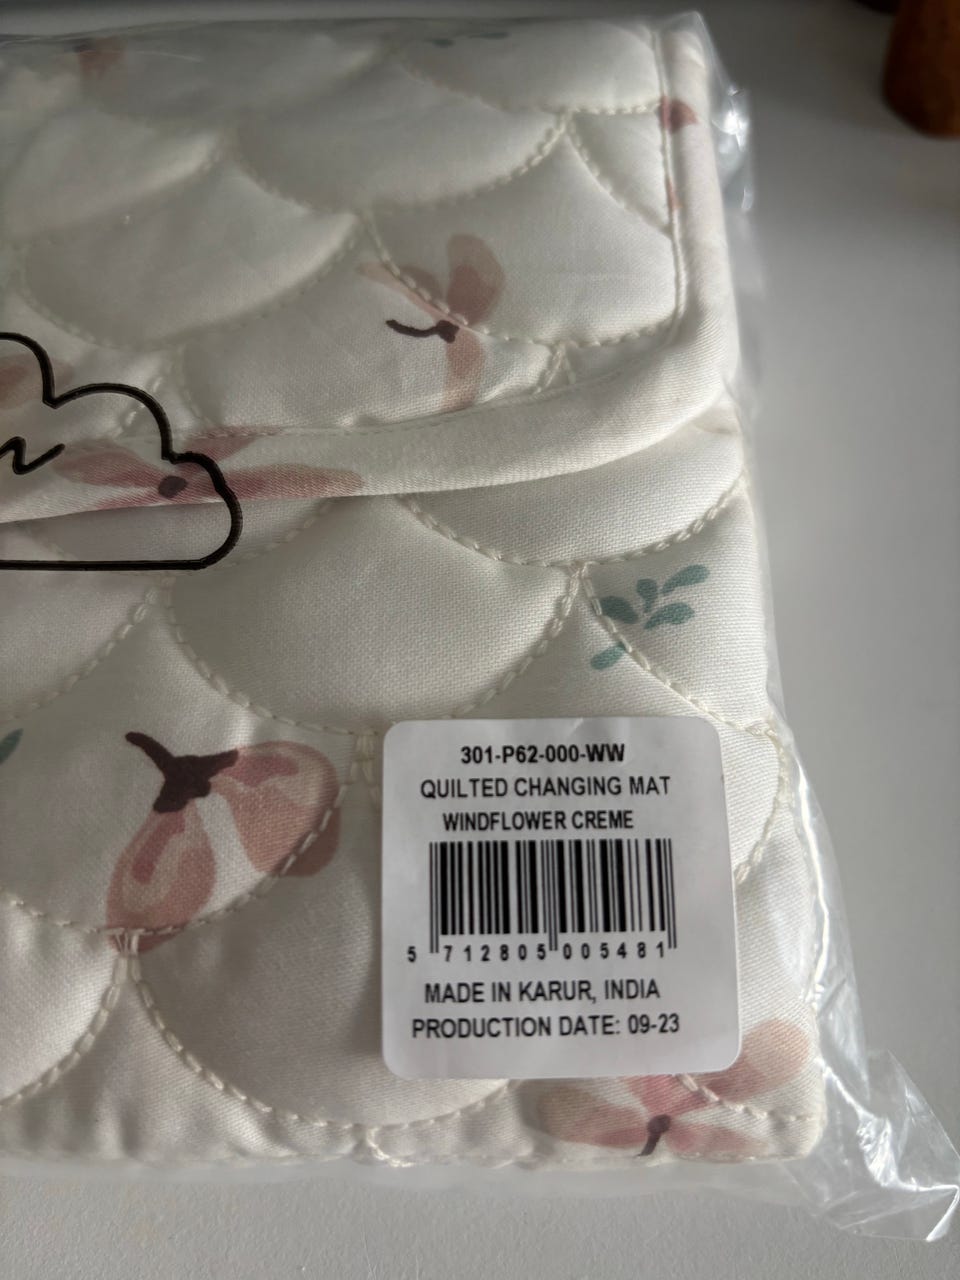 301-P62-000-WW
QUILTED CHANGING MAT
WINDFLOWER CREME
5 712805 005481
MADE IN KARUR, INDIA
PRODUCTION DATE: 09-23